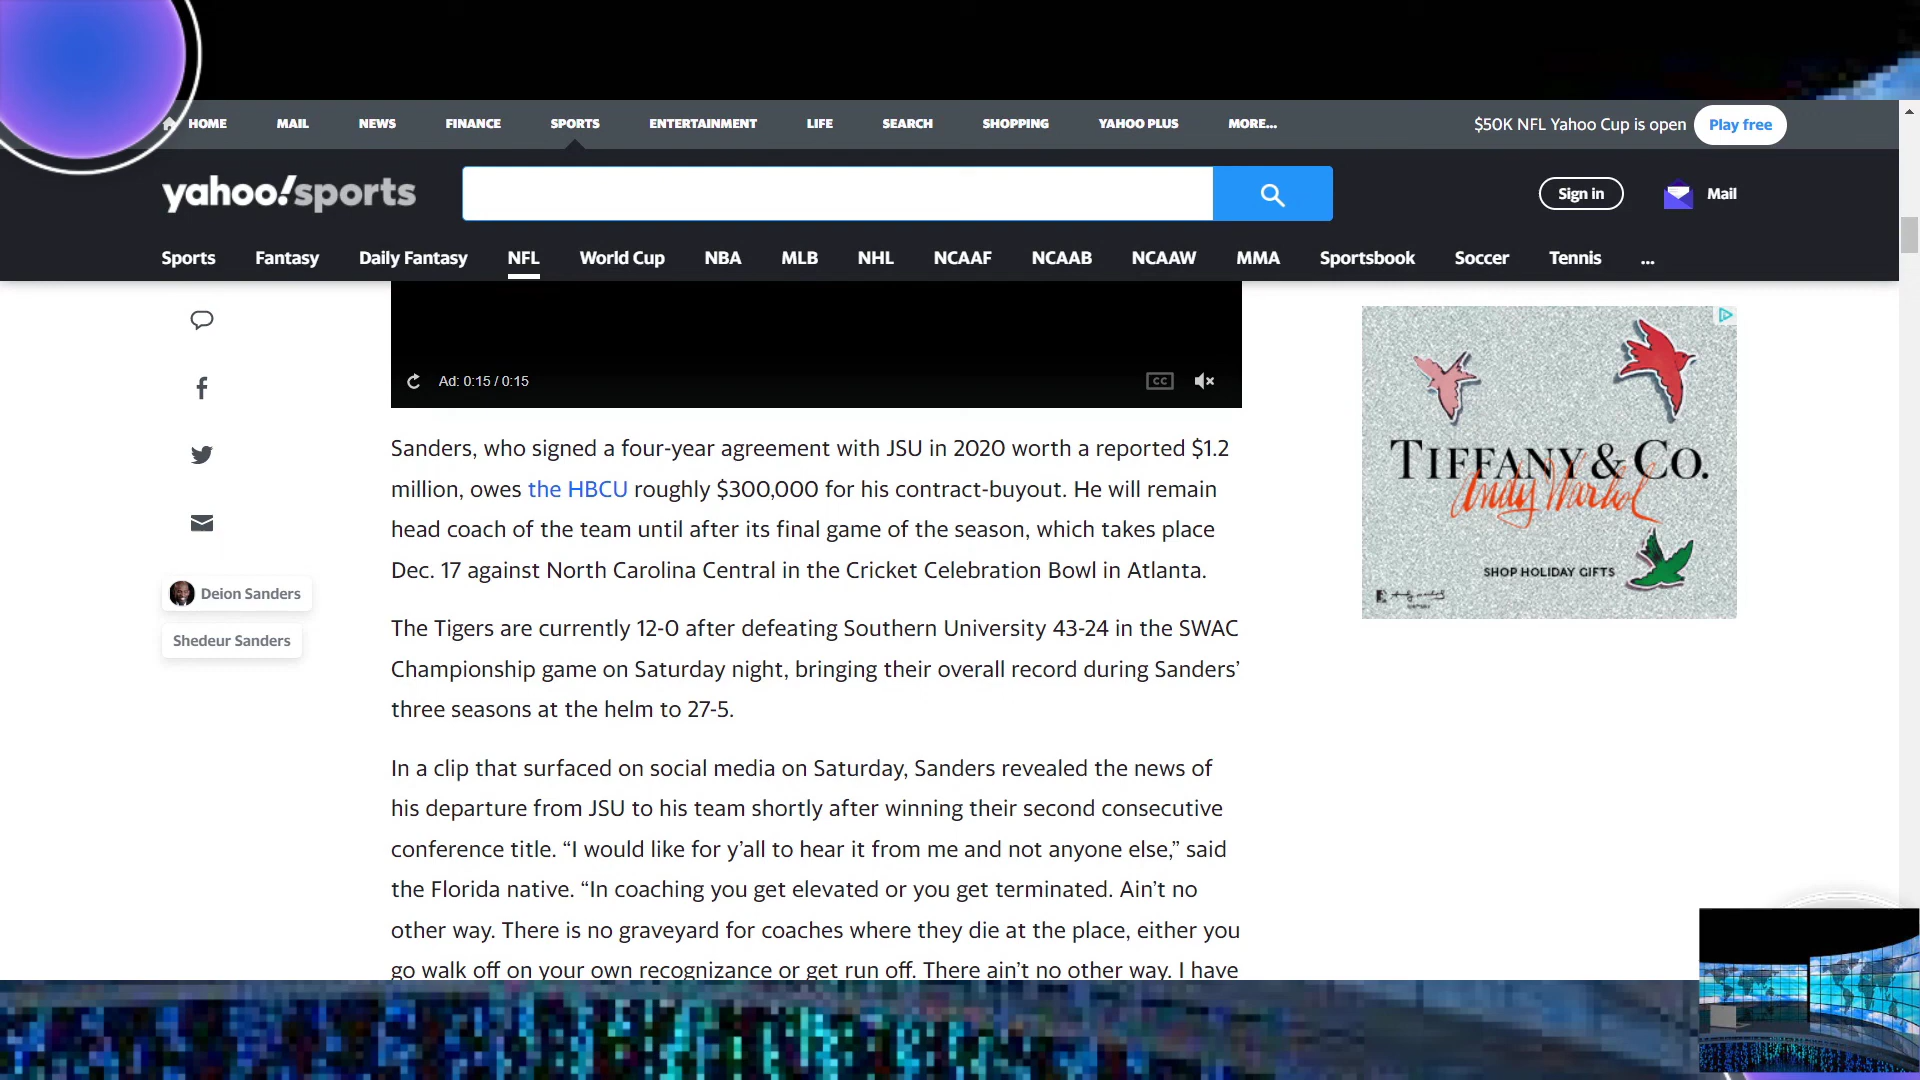 HOME MAIL NEWS FINANCE SPORTS ENTERTAINMENT LIFE SEARCH SHOPPING YAHOO PLUS MORE... $50K NFL Yahoo Cup is open Play free
yahoo!sports Sign in Mail
Sports Fantasy Daily Fantasy NFL World Cup NBA MLB NHL NCAAF NCAAB NCAAW MMA Sportsbook Soccer Tennis ...
Ad: 0:15 / 0:15 CC
Sanders, who signed a four-year agreement with JSU in 2020 worth a reported $1.2
million, owes the HBCU roughly $300,000 for his contract-buyout. He will remain
head coach of the team until after its final game of the season, which takes place
Dec. 17 against North Carolina Central in the Cricket Celebration Bowl in Atlanta.
The Tigers are currently 12-0 after defeating Southern University 43-24 in the SWAC
Championship game on Saturday night, bringing their overall record during Sanders’
three seasons at the helm to 27-5.
In a clip that surfaced on social media on Saturday, Sanders revealed the news of
his departure from JSU to his team shortly after winning their second consecutive
conference title. “I would like for y’all to hear it from me and not anyone else,” said
the Florida native. “In coaching you get elevated or you get terminated. Ain’t no
other way. There is no graveyard for coaches where they die at the place, either you
go walk off on your own recognizance or get run off. There ain’t no other way. I have
Deion Sanders
Shedeur Sanders
TIFFANY & CO.
Andy Warhol
SHOP HOLIDAY GIFTS